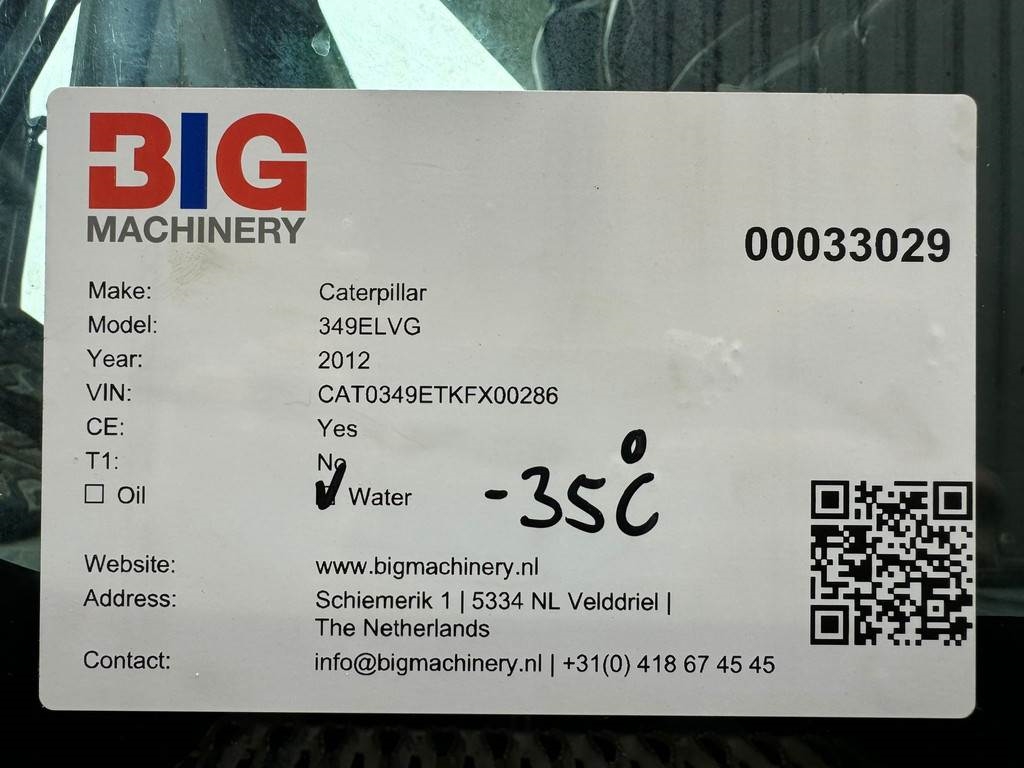 BIG
MACHINERY
00033029
Make: Caterpillar
Model: 349ELVG
Year: 2012
VIN: CAT0349ETKFX00286
CE: Yes
T1: No
☐ Oil ☑ Water -35°C
Website: www.bigmachinery.nl
Address: Schiemerik 1 | 5334 NL Velddriel |
The Netherlands
Contact: info@bigmachinery.nl | +31(0) 418 67 45 45